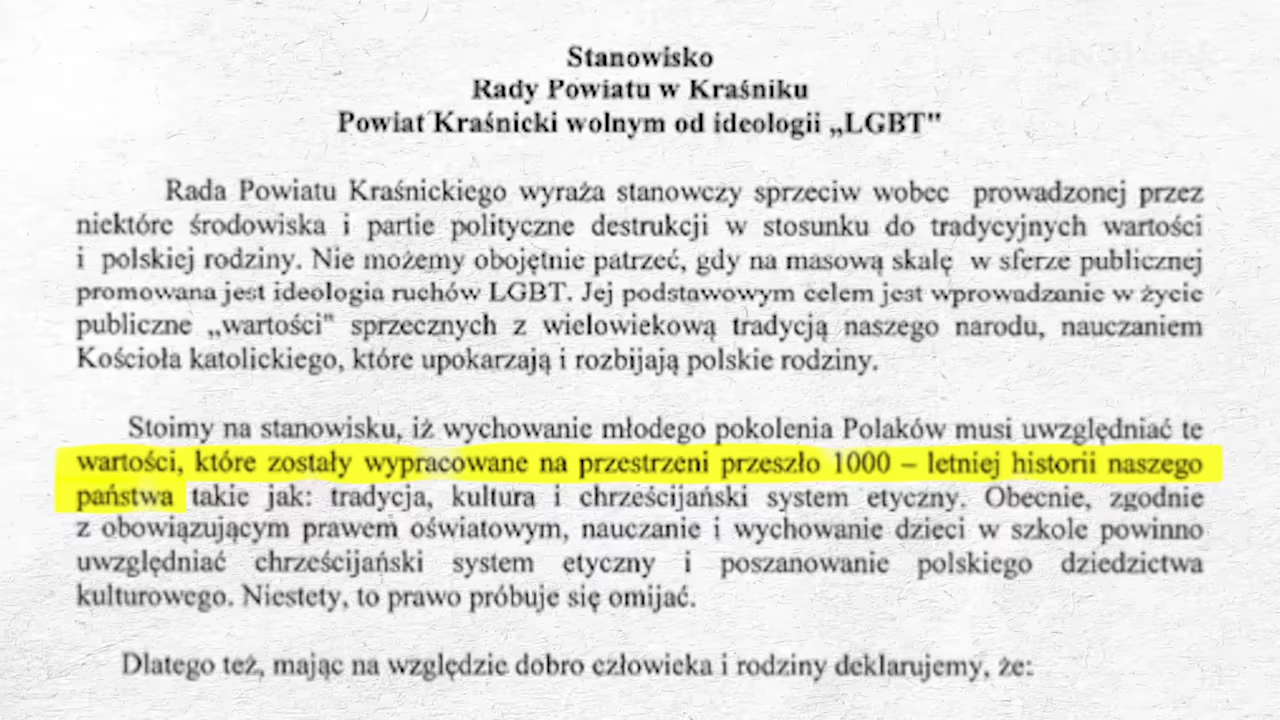 Stanowisko
Rady Powiatu w Kraśniku
Powiat Kraśnicki wolnym od ideologii „LGBT"
Rada Powiatu Kraśnickiego wyraża stanowczy sprzeciw wobec prowadzonej przez
niektóre środowiska i partie polityczne destrukcji w stosunku do tradycyjnych wartości
i polskiej rodziny. Nie możemy obojętnie patrzeć, gdy na masową skalę w sferze publicznej
promowana jest ideologia ruchów LGBT. Jej podstawowym celem jest wprowadzanie w życie
publiczne „wartości" sprzecznych z wielowiekową tradycją naszego narodu, nauczaniem
Kościoła katolickiego, które upokarzają i rozbijają polskie rodziny.
Stoimy na stanowisku, iż wychowanie młodego pokolenia Polaków musi uwzględniać te
wartości, które zostały wypracowane na przestrzeni przeszło 1000 – letniej historii naszego
państwa takie jak: tradycja, kultura i chrześcijański system etyczny. Obecnie, zgodnie
z obowiązującym prawem oświatowym, nauczanie i wychowanie dzieci w szkole powinno
uwzględniać chrześcijański system etyczny i poszanowanie polskiego dziedzictwa
kulturowego. Niestety, to prawo próbuje się omijać.
Dlatego też, mając na względzie dobro człowieka i rodziny deklarujemy, że: